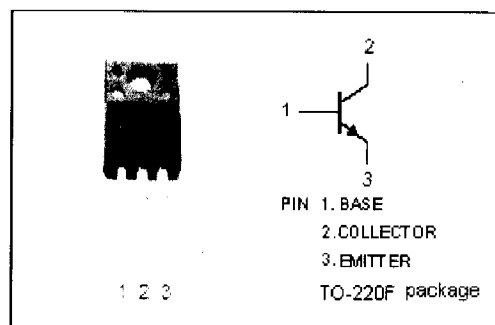 2
1
3
PIN 1. BASE
2. COLLECTOR
3. EMITTER
1 2 3
TO-220F package